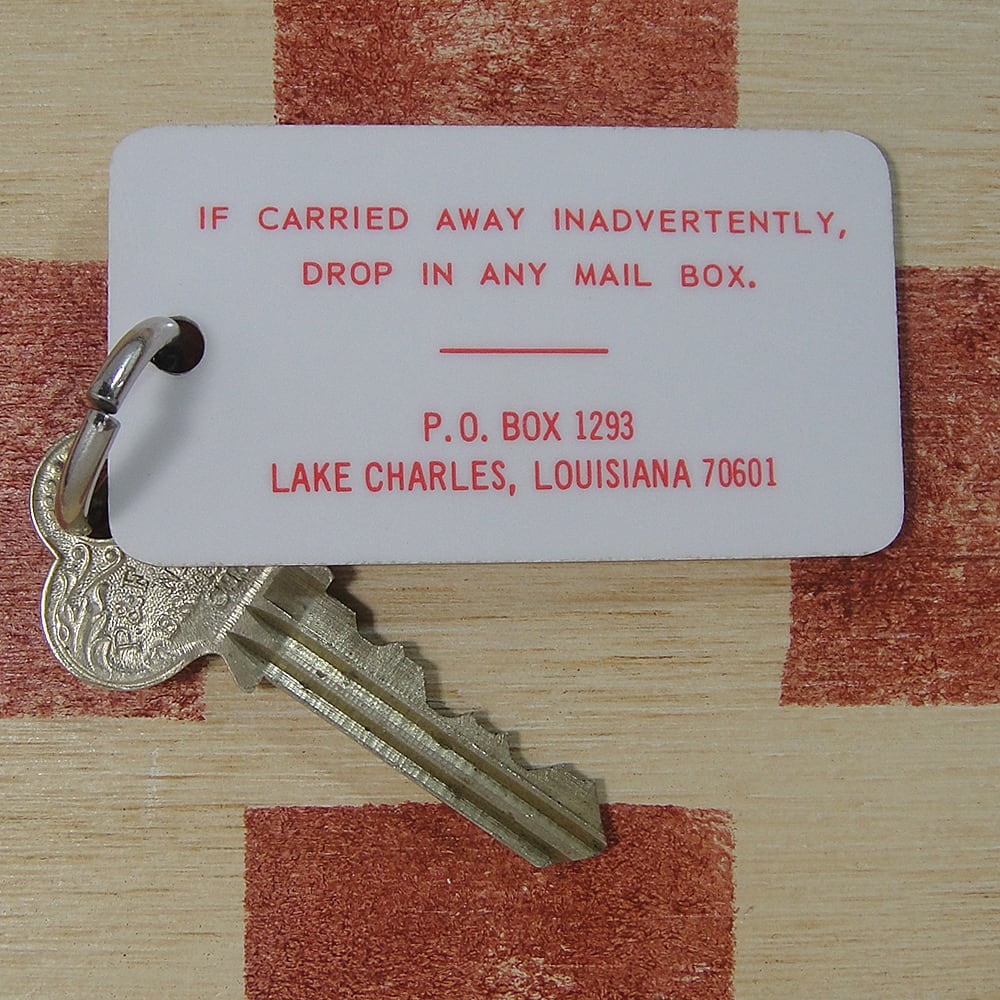 IF CARRIED AWAY INADVERTENTLY,
DROP IN ANY MAIL BOX.
P.O. BOX 1293
LAKE CHARLES, LOUISIANA 70601